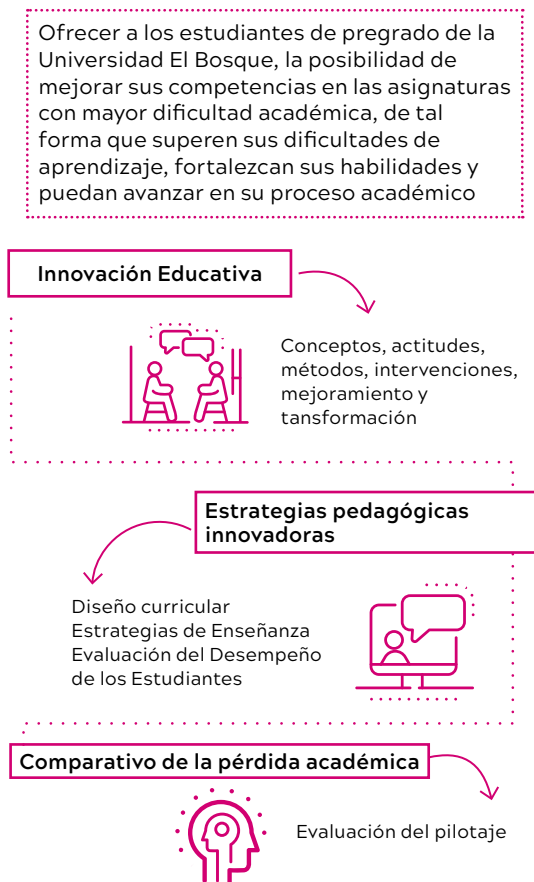 Ofrecer a los estudiantes de pregrado de la
Universidad El Bosque, la posibilidad de
mejorar sus competencias en las asignaturas
con mayor dificultad académica, de tal
forma que superen sus dificultades de
aprendizaje, fortalezcan sus habilidades y
puedan avanzar en su proceso académico
Innovación Educativa
Conceptos, actitudes,
métodos, intervenciones,
mejoramiento y
tansformación
Estrategias pedagógicas
innovadoras
Diseño curricular
Estrategias de Enseñanza
Evaluación del Desempeño
de los Estudiantes
Comparativo de la pérdida académica
Evaluación del pilotaje